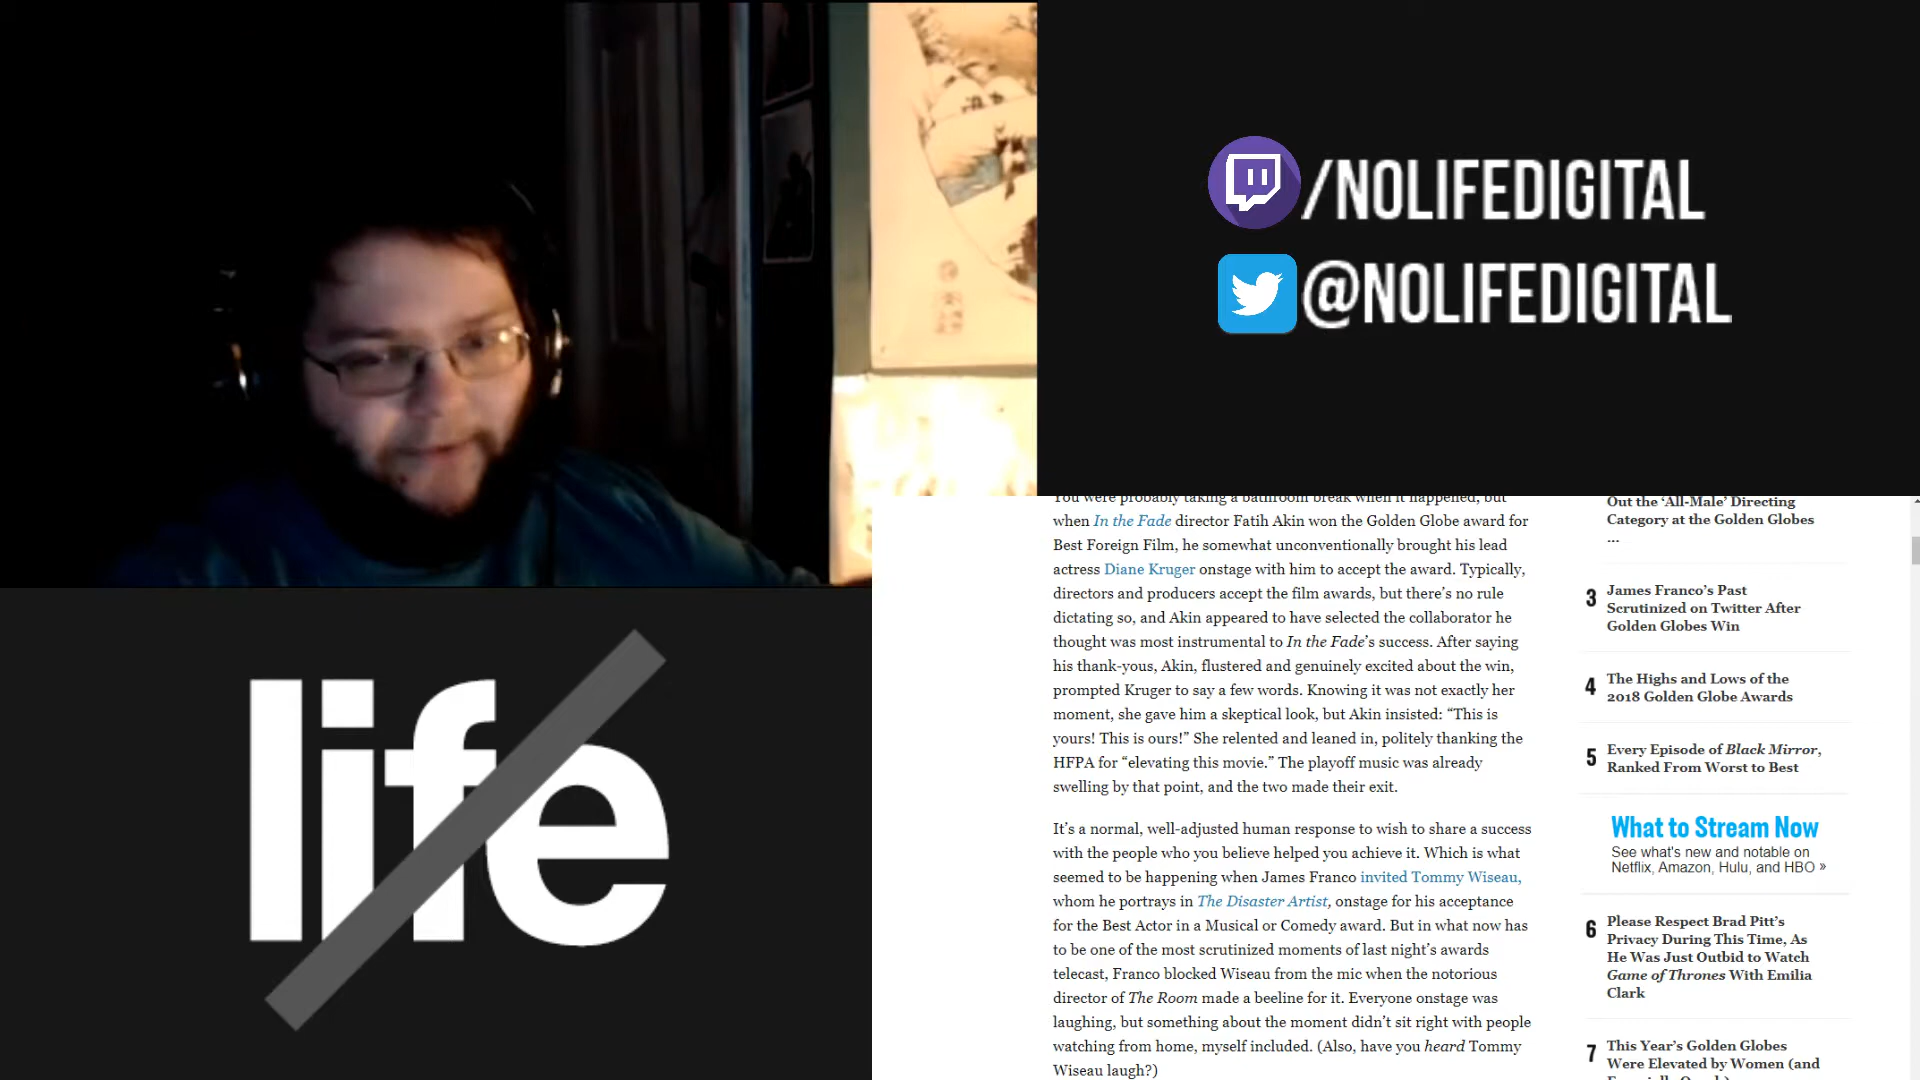 /NOLIFEDIGITAL
@NOLIFEDIGITAL
life
You were probably taking a bathroom break when it happened, but
when In the Fade director Fatih Akin won the Golden Globe award for
Best Foreign Film, he somewhat unconventionally brought his lead
actress Diane Kruger onstage with him to accept the award. Typically,
directors and producers accept the film awards, but there’s no rule
dictating so, and Akin appeared to have selected the collaborator he
thought was most instrumental to In the Fade’s success. After saying
his thank-yous, Akin, flustered and genuinely excited about the win,
prompted Kruger to say a few words. Knowing it was not exactly her
moment, she gave him a skeptical look, but Akin insisted: “This is
yours! This is ours!” She relented and leaned in, politely thanking the
HFPA for “elevating this movie.” The playoff music was already
swelling by that point, and the two made their exit.
It’s a normal, well-adjusted human response to wish to share a success
with the people who you believe helped you achieve it. Which is what
seemed to be happening when James Franco invited Tommy Wiseau,
whom he portrays in The Disaster Artist, onstage for his acceptance
for the Best Actor in a Musical or Comedy award. But in what now has
to be one of the most scrutinized moments of last night’s awards
telecast, Franco blocked Wiseau from the mic when the notorious
director of The Room made a beeline for it. Everyone onstage was
laughing, but something about the moment didn’t sit right with people
watching from home, myself included. (Also, have you heard Tommy
Wiseau laugh?)
Out the ‘All-Male’ Directing
Category at the Golden Globes
...
3 James Franco’s Past
Scrutinized on Twitter After
Golden Globes Win
4 The Highs and Lows of the
2018 Golden Globe Awards
5 Every Episode of Black Mirror,
Ranked From Worst to Best
What to Stream Now
See what's new and notable on
Netflix, Amazon, Hulu, and HBO »
6 Please Respect Brad Pitt’s
Privacy During This Time, As
He Was Just Outbid to Watch
Game of Thrones With Emilia
Clark
7 This Year’s Golden Globes
Were Elevated by Women (and